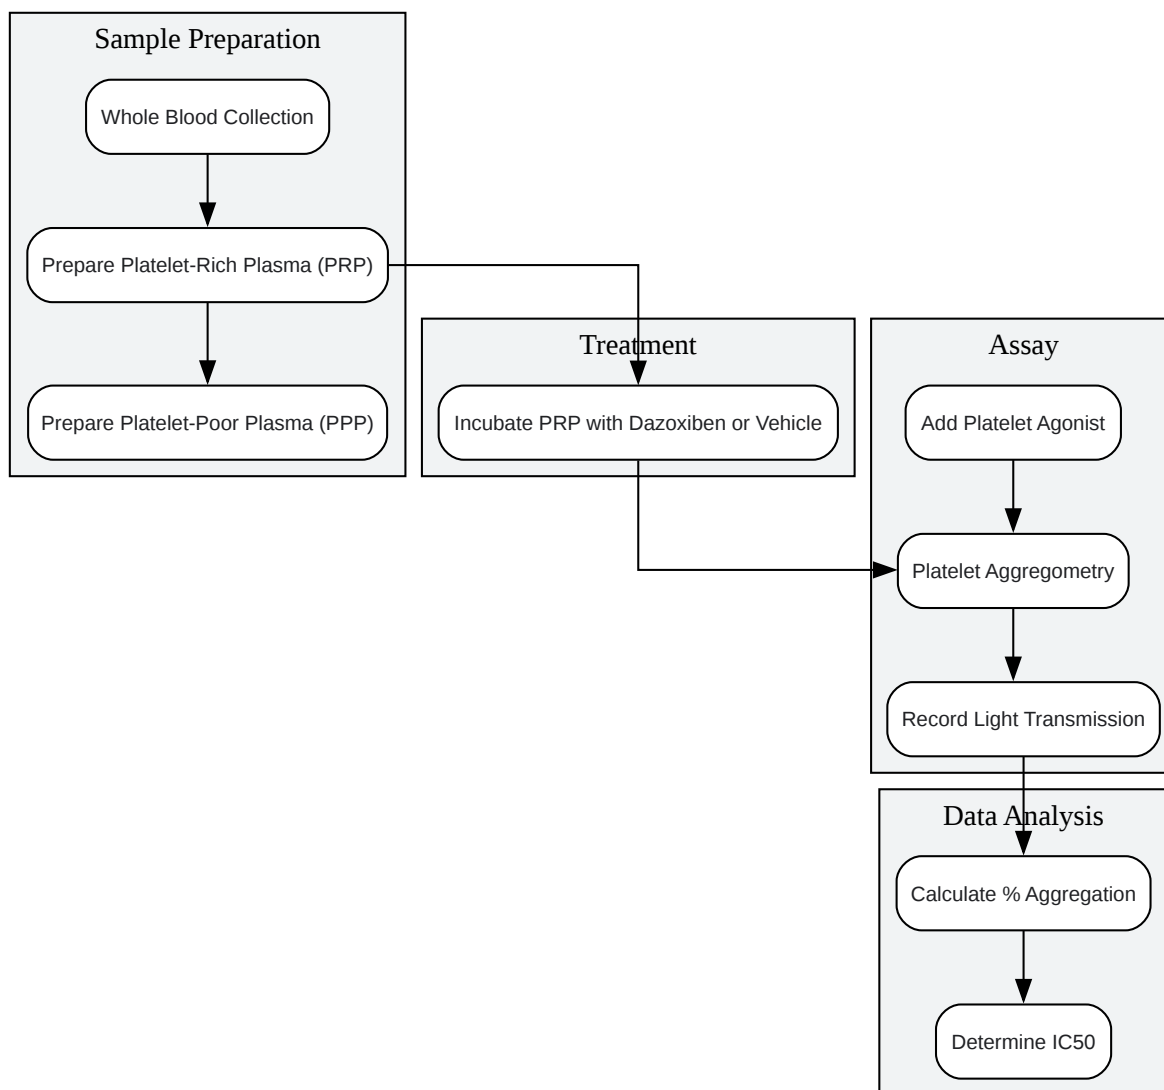 Sample Preparation
Whole Blood Collection
Prepare Platelet-Rich Plasma (PRP)
Prepare Platelet-Poor Plasma (PPP)
Treatment
Incubate PRP with Dazoxiben or Vehicle
Assay
Add Platelet Agonist
Platelet Aggregometry
Record Light Transmission
Data Analysis
Calculate % Aggregation
Determine IC50